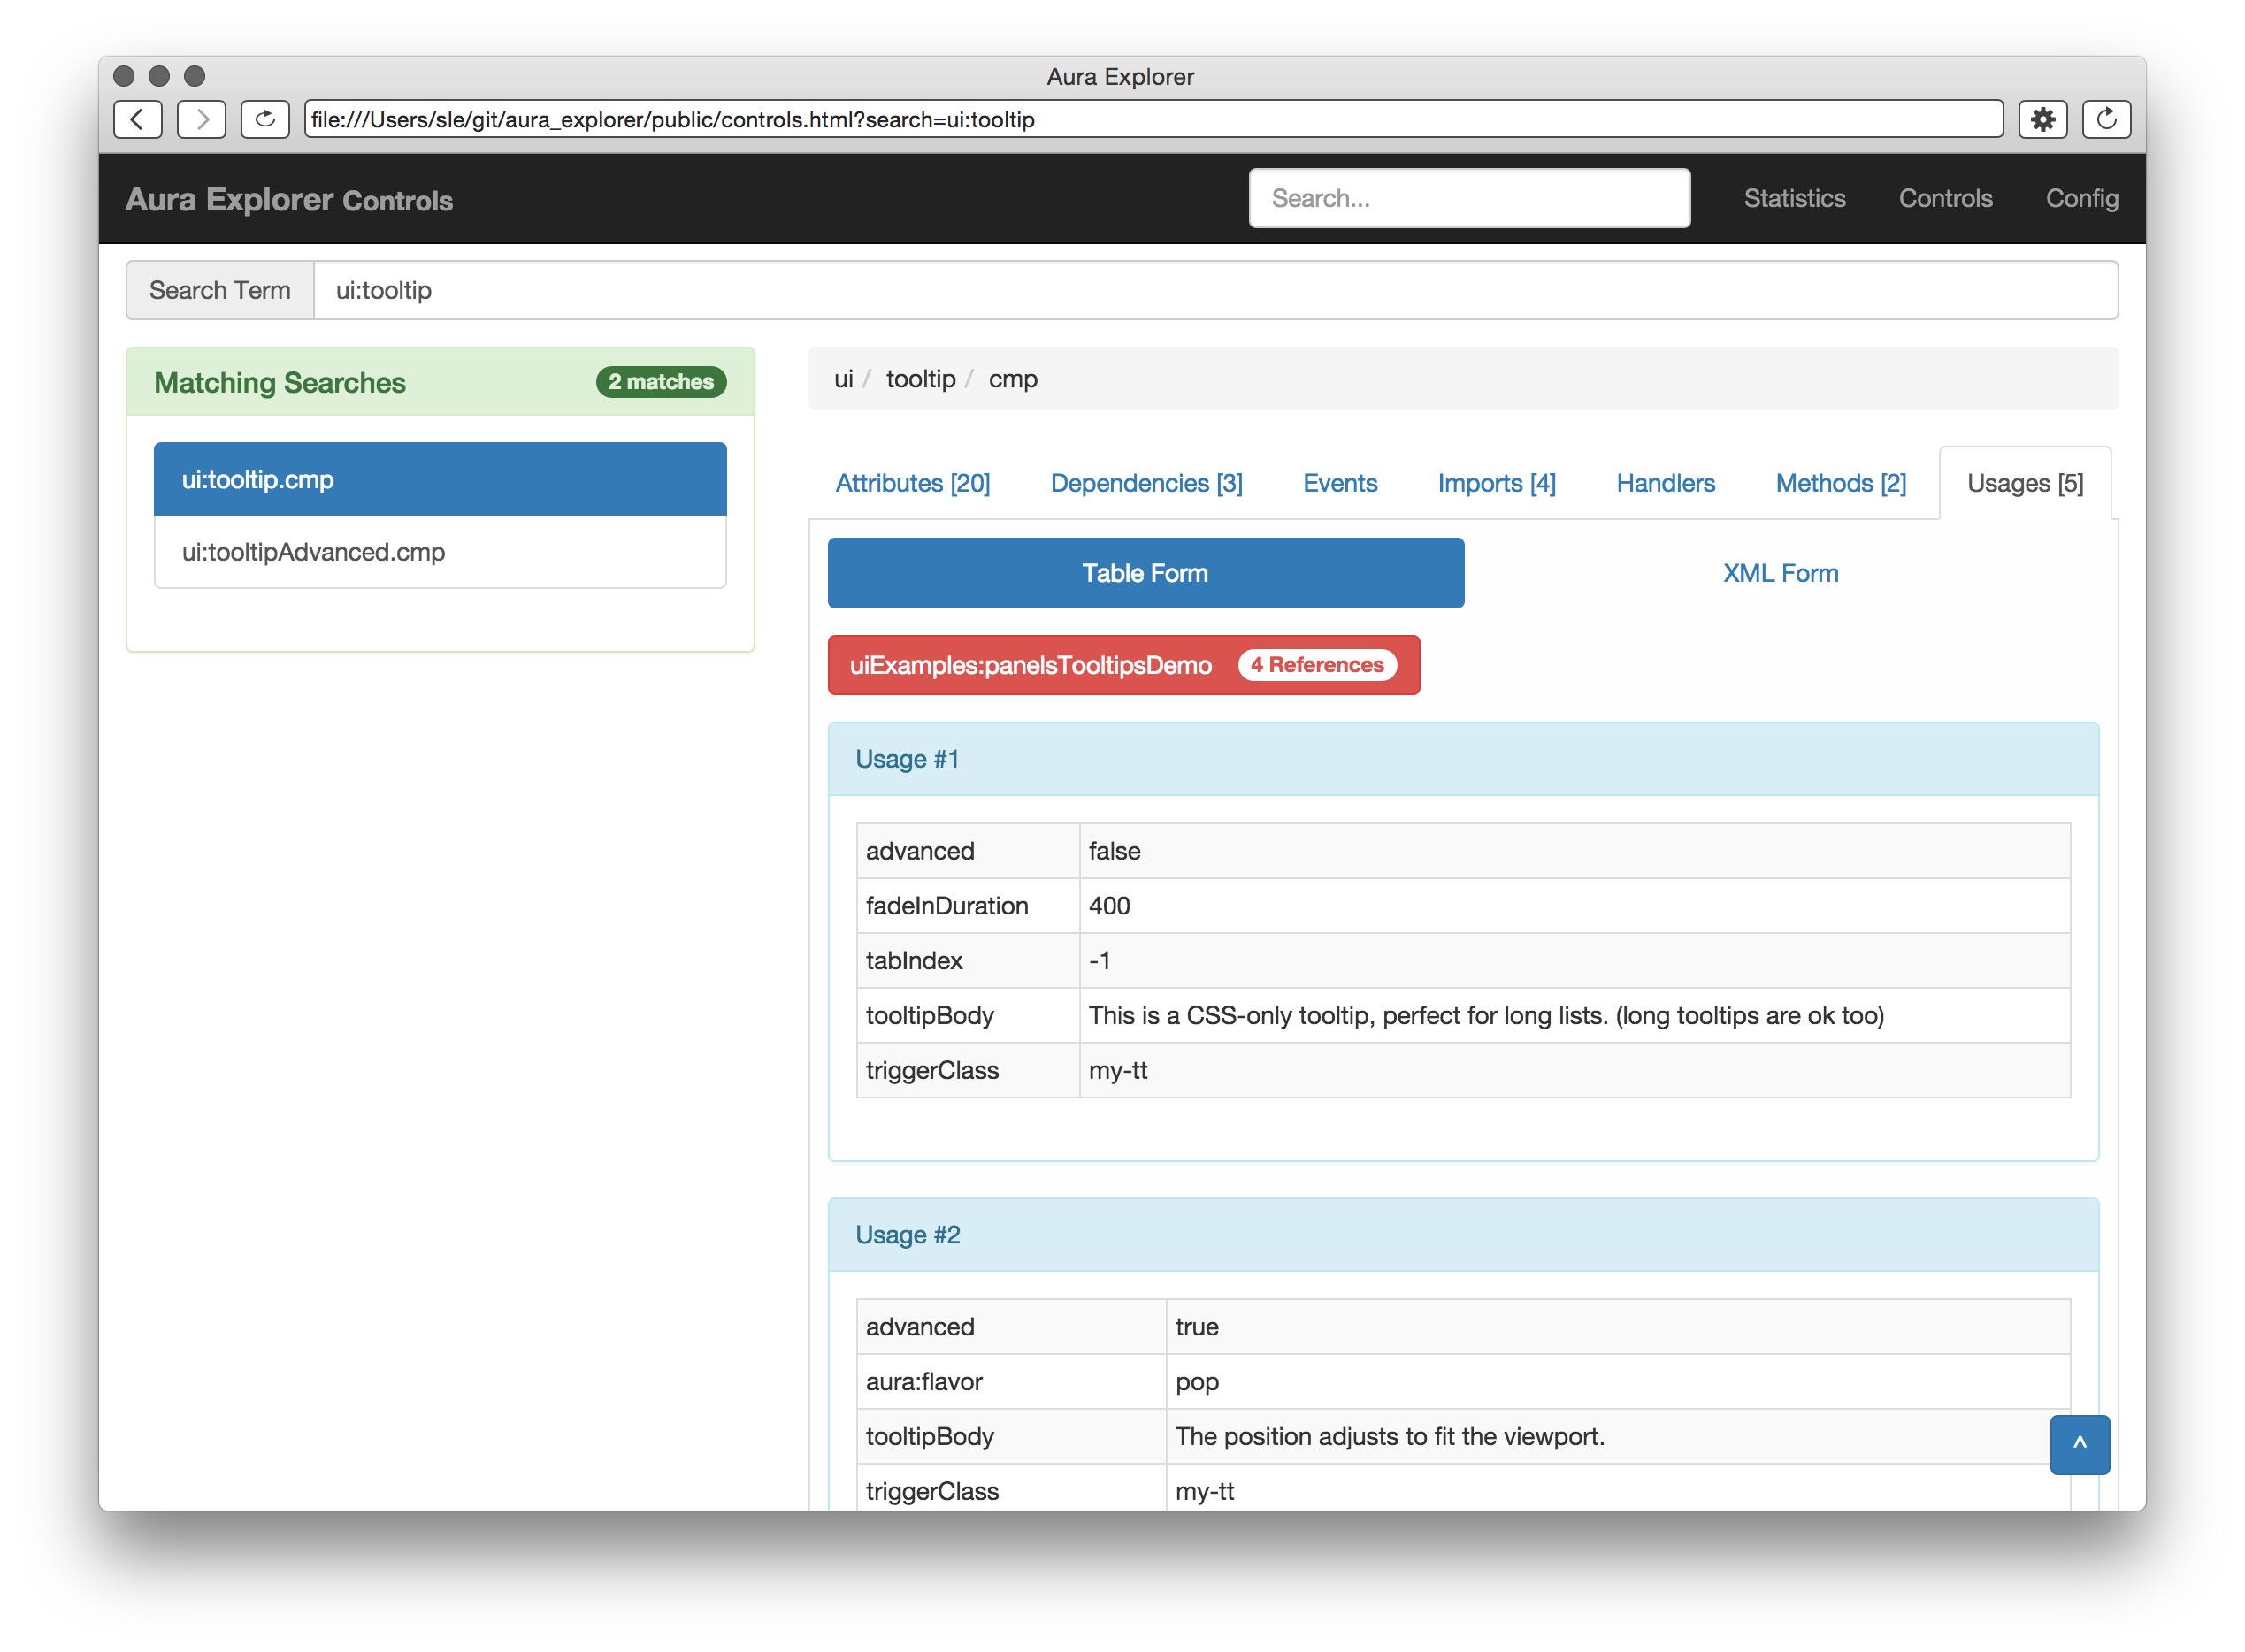 Aura Explorer
file:///Users/sle/git/aura_explorer/public/controls.html?search=ui:tooltip
Aura Explorer Controls
Search...
Statistics
Controls
Config
Search Term
ui:tooltip
Matching Searches
2 matches
ui:tooltip.cmp
ui:tooltipAdvanced.cmp
ui / tooltip / cmp
Attributes [20]
Dependencies [3]
Events
Imports [4]
Handlers
Methods [2]
Usages [5]
Table Form
XML Form
uiExamples:panelsTooltipsDemo
4 References
Usage #1
advanced false
fadeInDuration 400
tabIndex -1
tooltipBody This is a CSS-only tooltip, perfect for long lists. (long tooltips are ok too)
triggerClass my-tt
Usage #2
advanced true
aura:flavor pop
tooltipBody The position adjusts to fit the viewport.
^
triggerClass my-tt